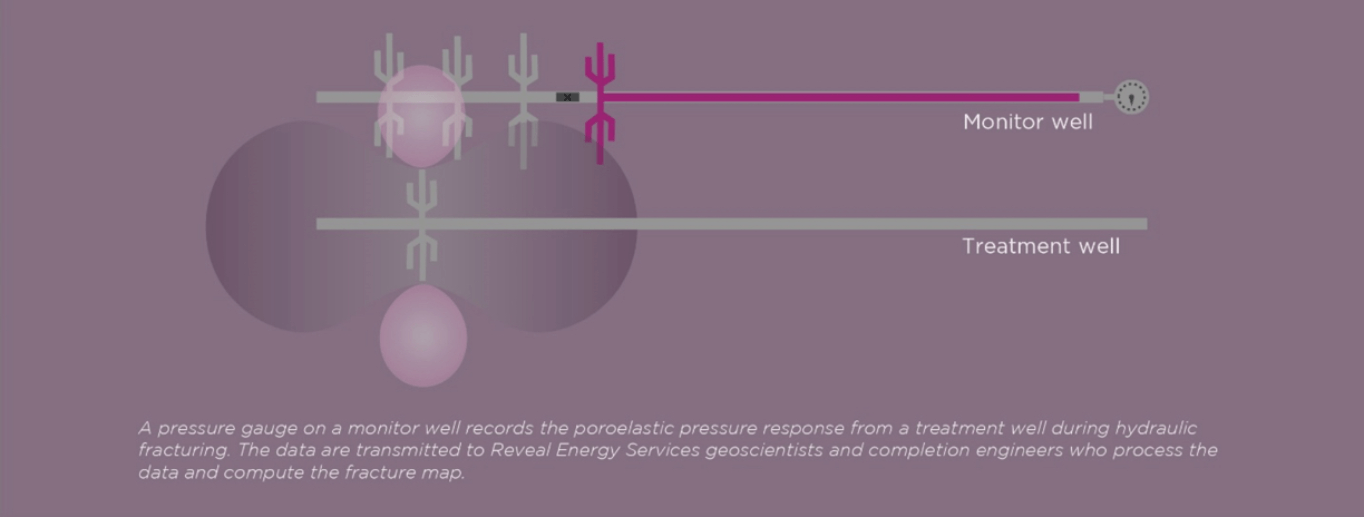 Monitor well
Treatment well
A pressure gauge on a monitor well records the poroelastic pressure response from a treatment well during hydraulic
fracturing. The data are transmitted to Reveal Energy Services geoscientists and completion engineers who process the
data and compute the fracture map.